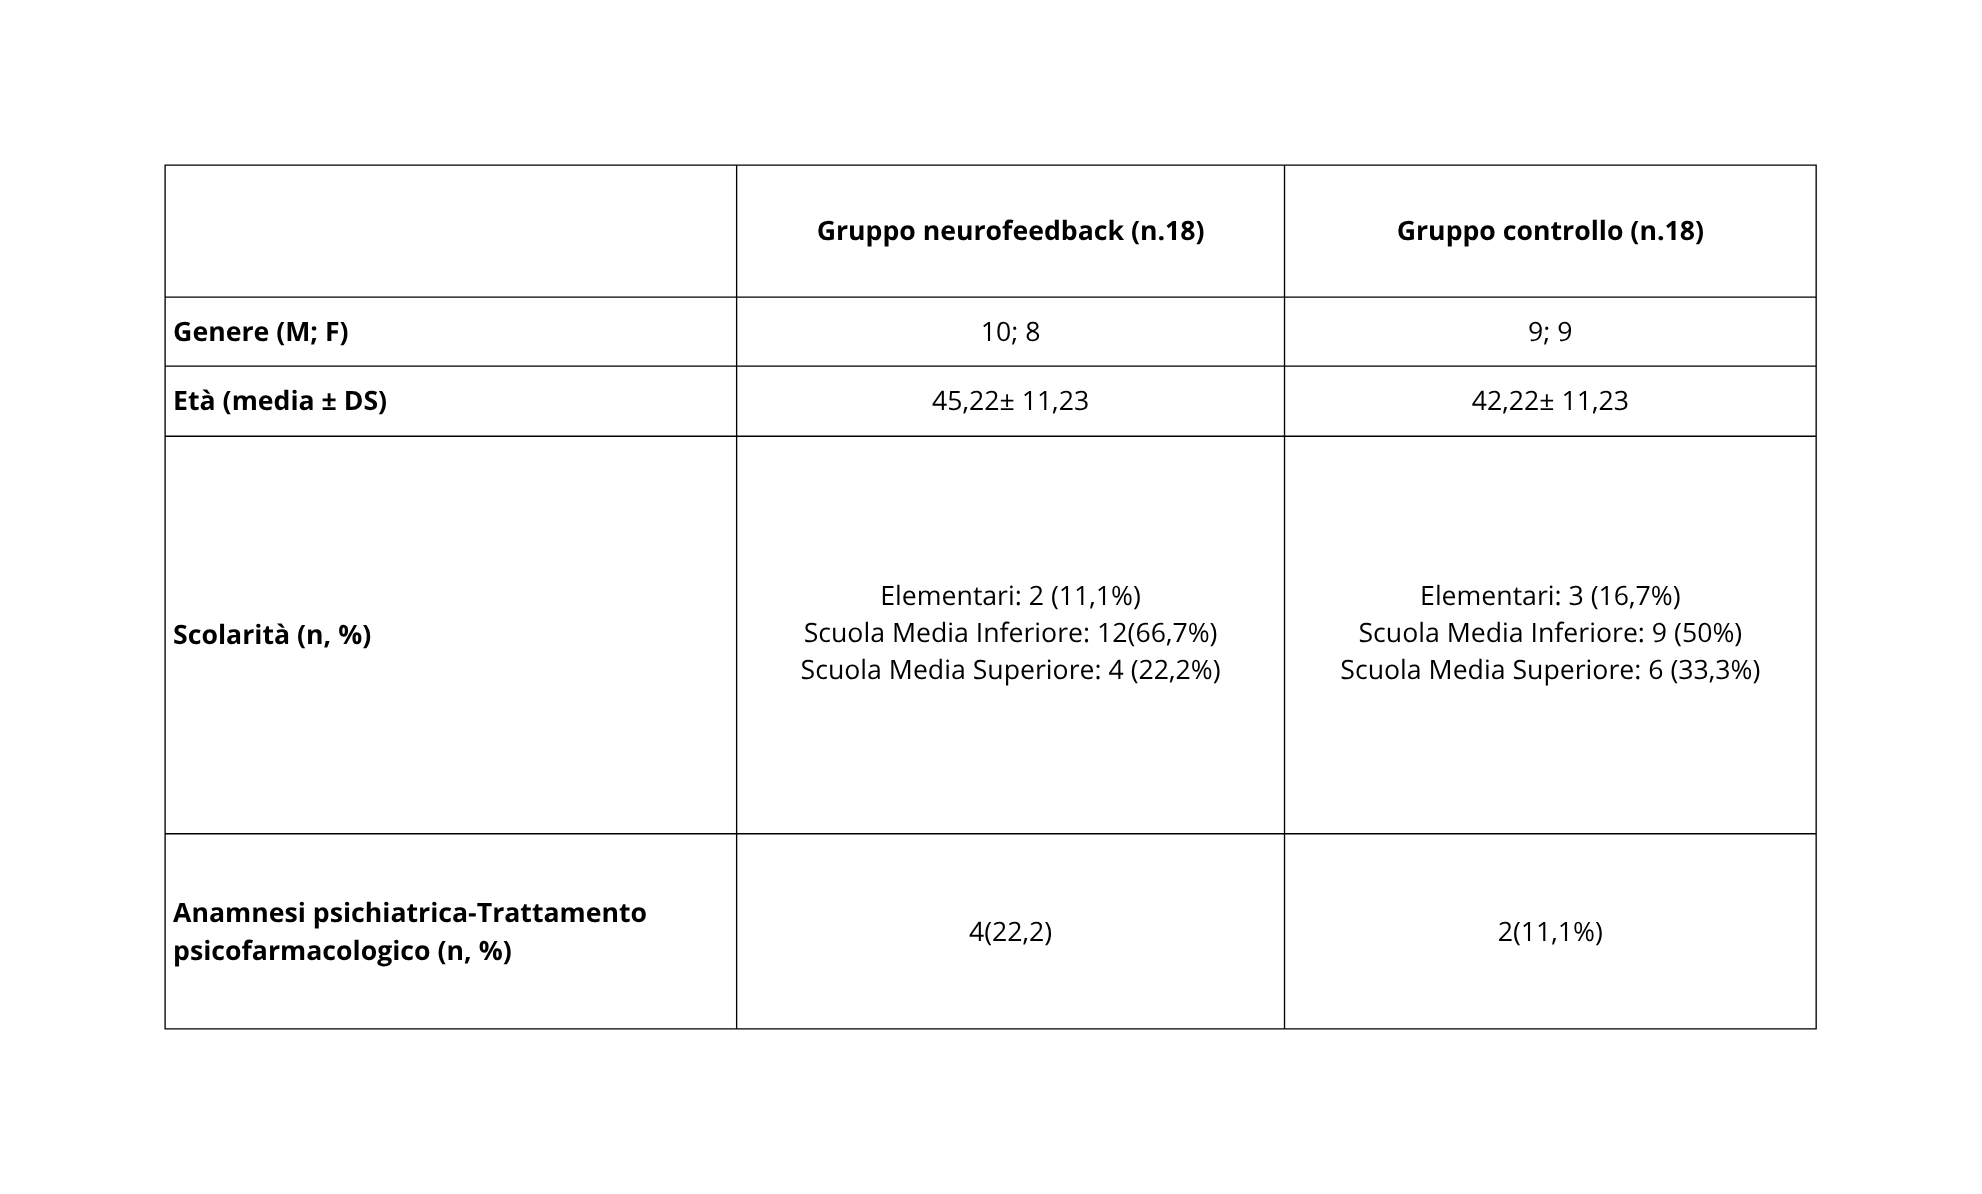 Gruppo neurofeedback (n.18) Gruppo controllo (n.18)
Genere (M; F) 10; 8 9; 9
Età (media ± DS) 45,22± 11,23 42,22± 11,23
Scolarità (n, %)
Elementari: 2 (11,1%)
Scuola Media Inferiore: 12(66,7%)
Scuola Media Superiore: 4 (22,2%)
Elementari: 3 (16,7%)
Scuola Media Inferiore: 9 (50%)
Scuola Media Superiore: 6 (33,3%)
Anamnesi psichiatrica-Trattamento
psicofarmacologico (n, %)
4(22,2) 2(11,1%)